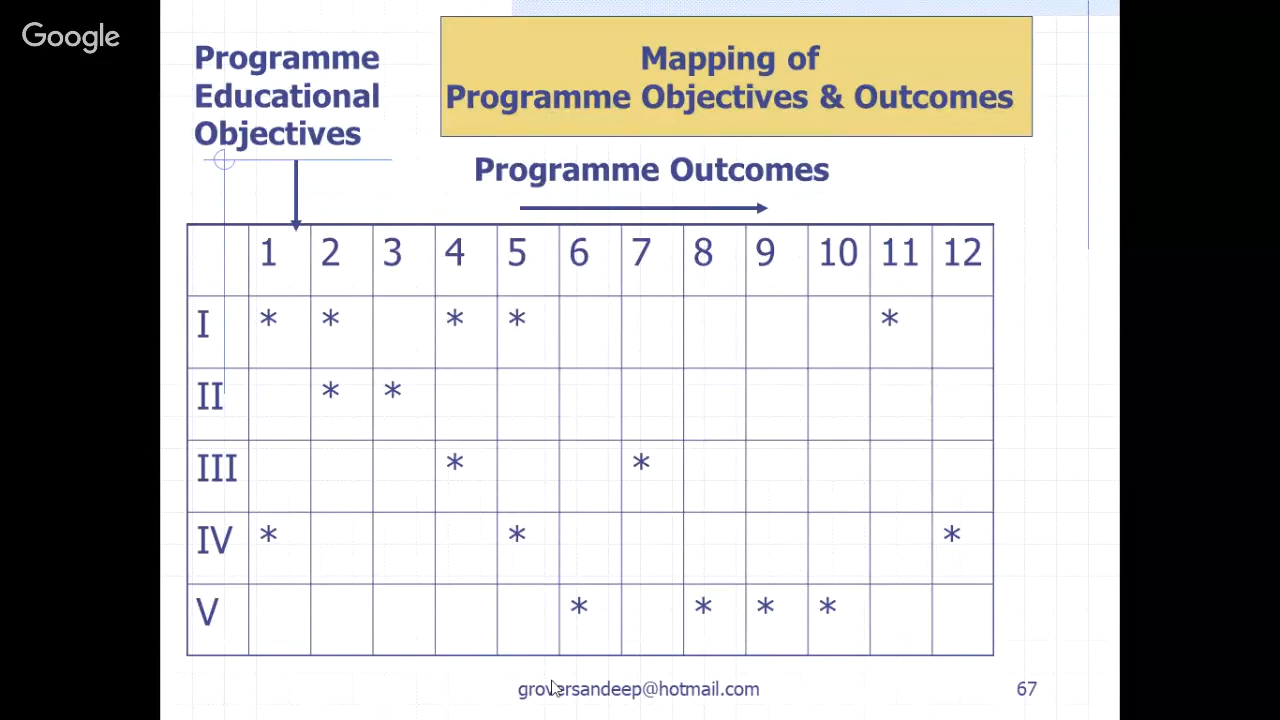 Google
Programme
Educational
Objectives
Mapping of
Programme Objectives & Outcomes
Programme Outcomes
1 2 3 4 5 6 7 8 9 10 11 12
I * * * * *
II * *
III * *
IV * * *
V * * * *
groversandeep@hotmail.com
67